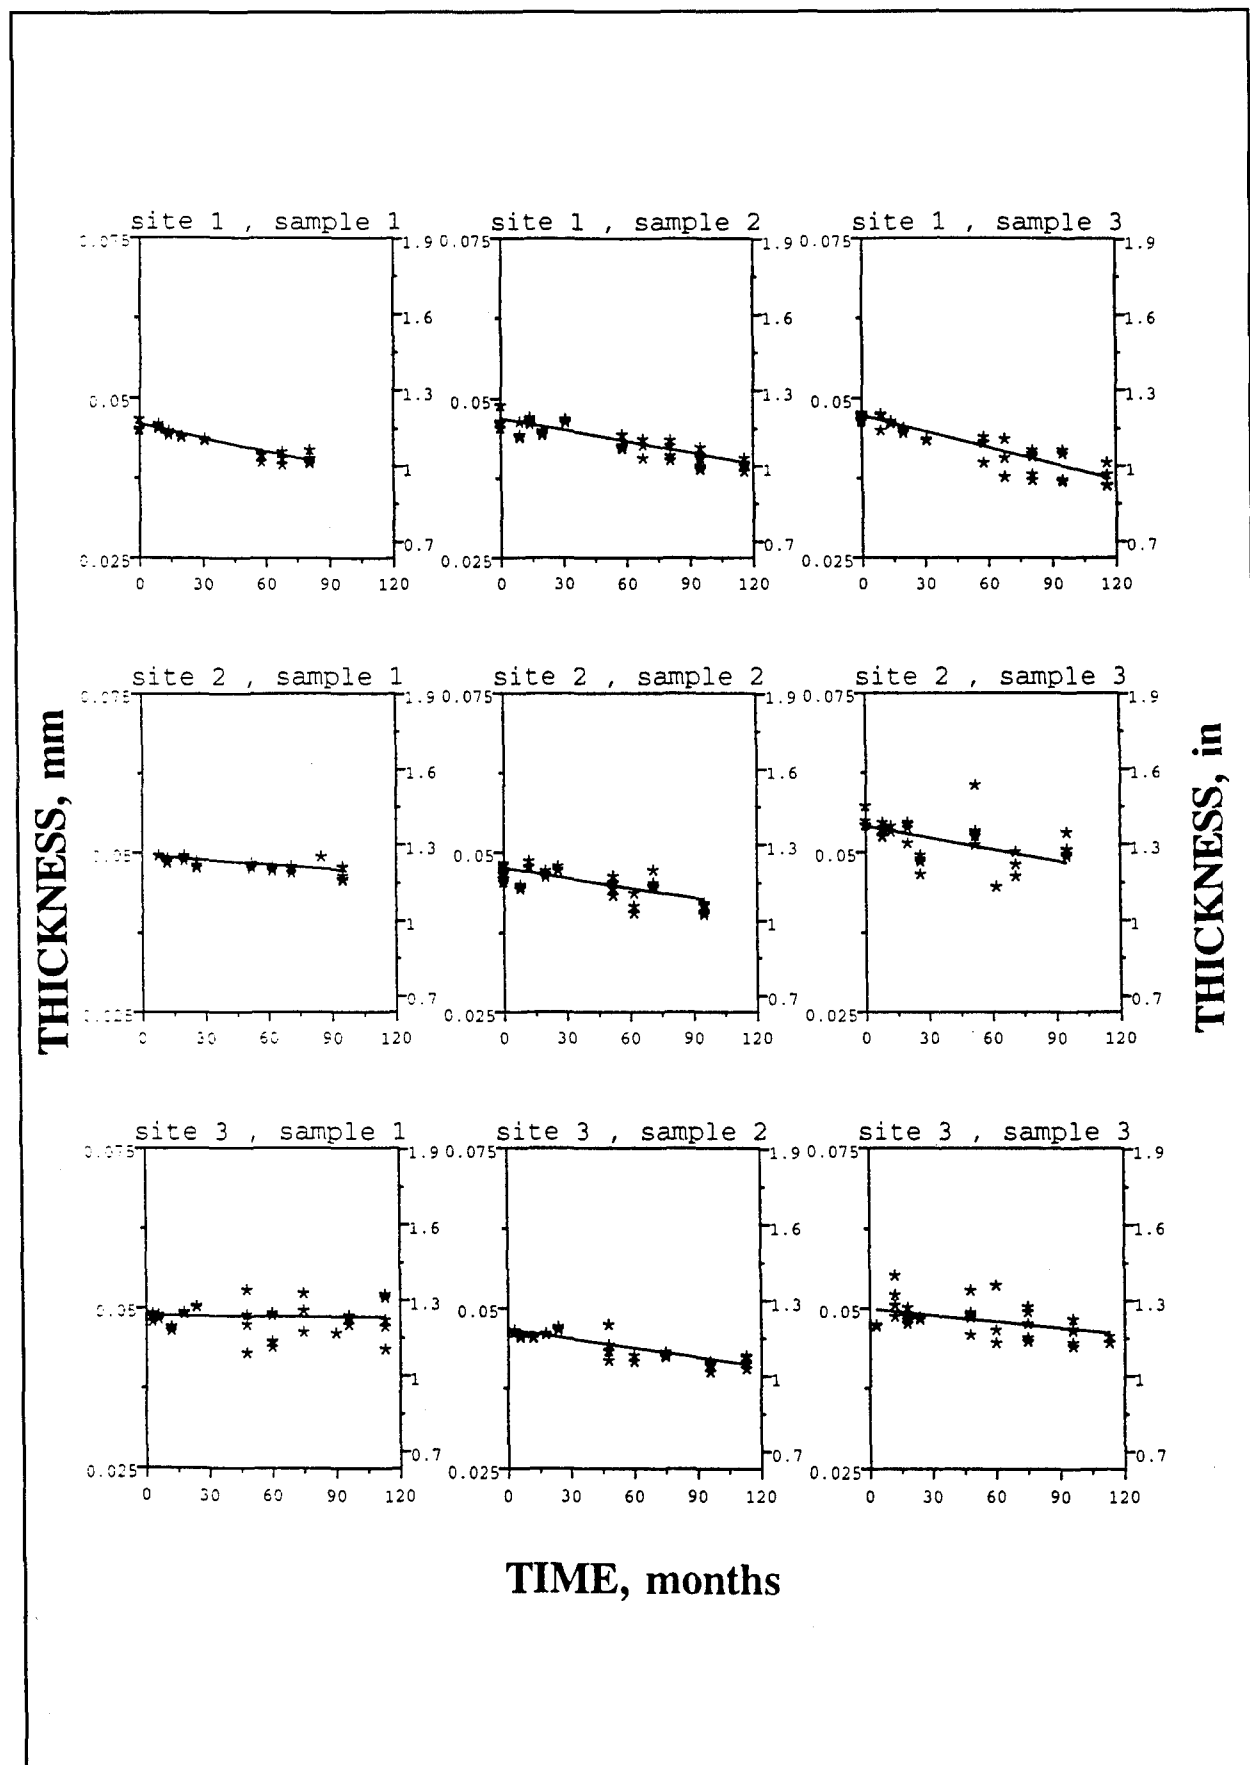 site 1 , sample 1 site 1 , sample 2 site 1 , sample 3
1.9 0.075 1.9 0.075 1.9
1.6 1.6 1.6
0.05 1.3 0.05 1.3 0.05 1.3
1 1 1
0.025 0.7 0.025 0.7 0.025 0.7
0 30 60 90 120 0 30 60 90 120 0 30 60 90 120
site 2 , sample 1 site 2 , sample 2 site 2 , sample 3
0.075 1.9 0.075 1.9 0.075 1.9
1.6 1.6 1.6
0.05 1.3 0.05 1.3 0.05 1.3
1 1 1
0.7 0.025 0.7 0.025 0.7
0 30 60 90 120 0 30 60 90 120 0 30 60 90 120
THICKNESS, mm
THICKNESS, in
site 3 , sample 1 site 3 , sample 2 site 3 , sample 3
0.075 1.9 0.075 1.9 0.075 1.9
1.6 1.6 1.6
0.05 1.3 0.05 1.3 0.05 1.3
1 1 1
0.025 0.7 0.025 0.7 0.025 0.7
0 30 60 90 120 0 30 60 90 120 0 30 60 90 120
TIME, months